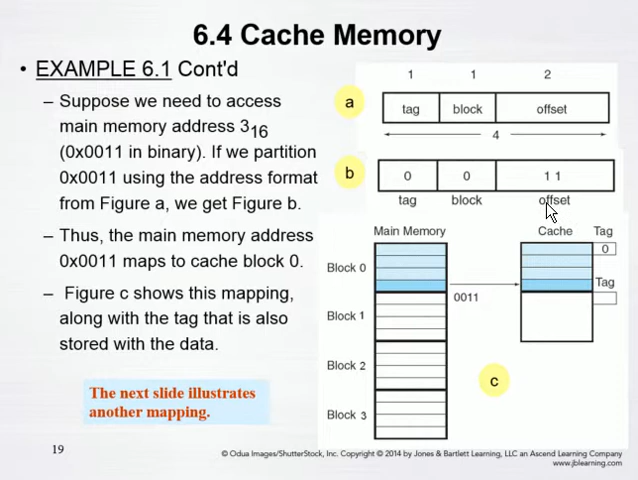 6.4 Cache Memory
• EXAMPLE 6.1 Cont'd
– Suppose we need to access
main memory address 3₁₆
(0x0011 in binary). If we partition
0x0011 using the address format
from Figure a, we get Figure b.
– Thus, the main memory address
0x0011 maps to cache block 0.
– Figure c shows this mapping,
along with the tag that is also
stored with the data.
The next slide illustrates
another mapping.
1 1 2
a tag block offset
4
b 0 0 1 1
tag block offset
Main Memory Cache Tag
0
Block 0
Tag
0011
Block 1
Block 2
c
Block 3
19
© Odua Images/ShutterStock, Inc. Copyright © 2014 by Jones & Bartlett Learning, LLC an Ascend Learning Company
www.jblearning.com